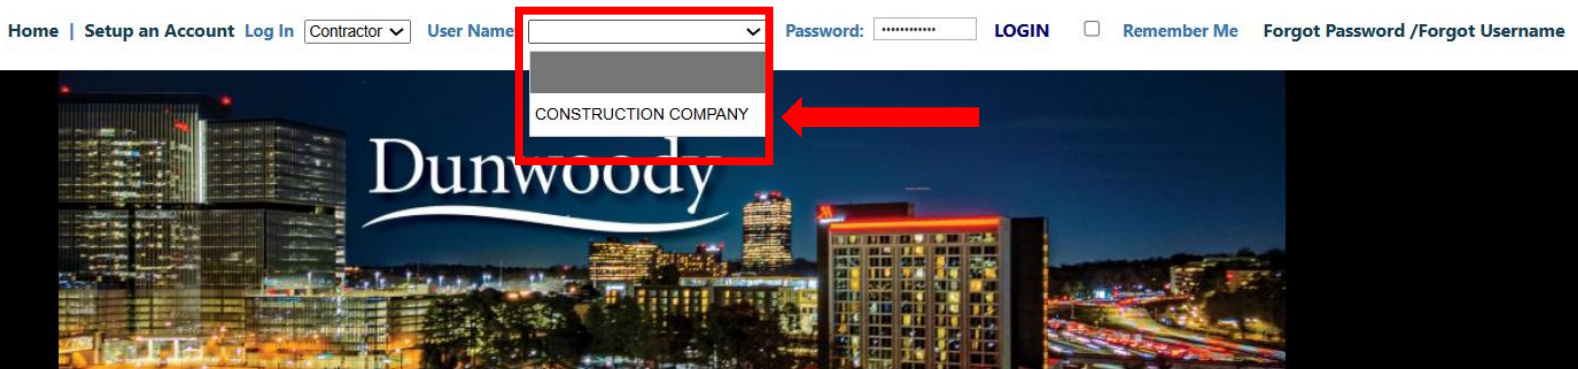 Home | Setup an Account Log In Contractor User Name: Password: ············ LOGIN Remember Me Forgot Password /Forgot Username
CONSTRUCTION COMPANY
Dunwoody